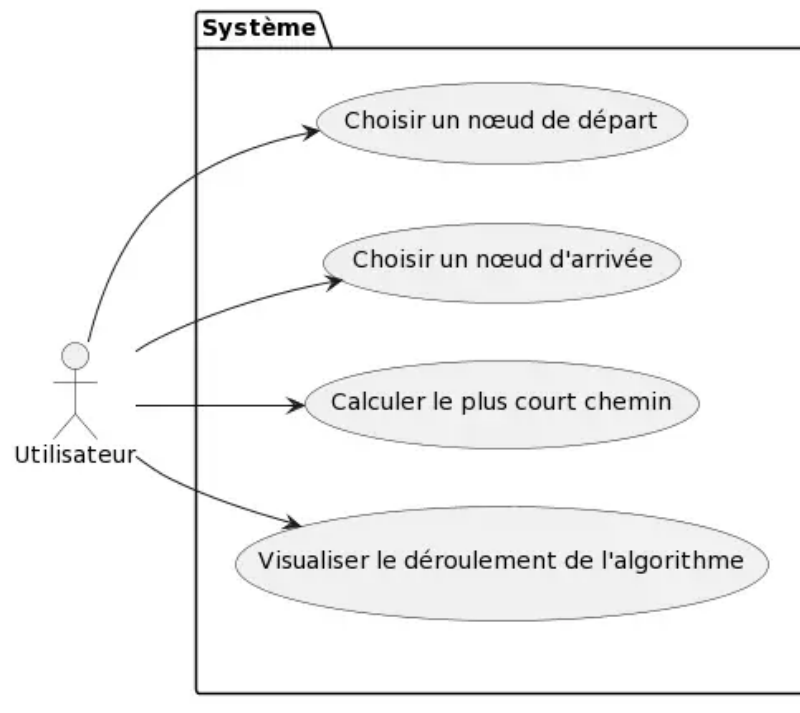 Système
Choisir un nœud de départ
Choisir un nœud d'arrivée
Calculer le plus court chemin
Utilisateur
Visualiser le déroulement de l'algorithme